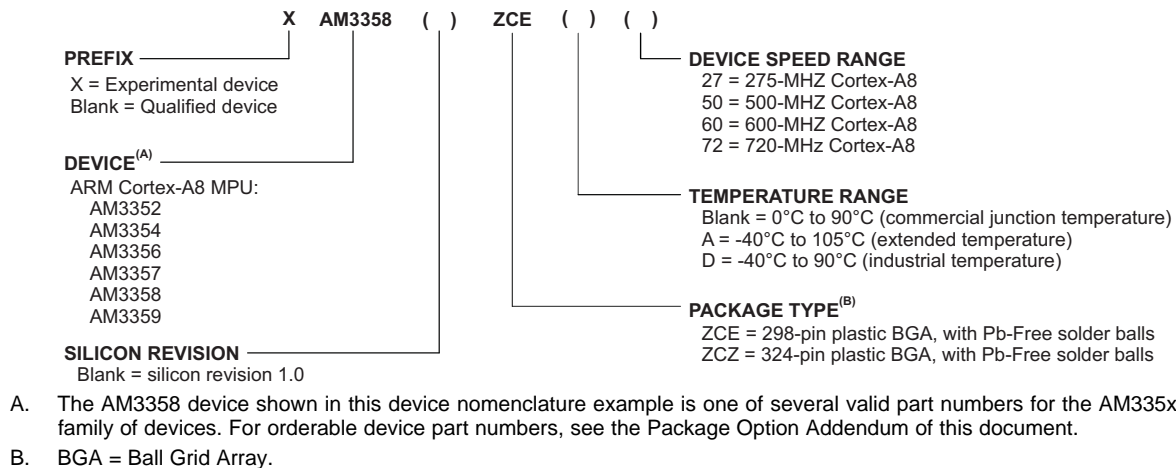 X AM3358 ( ) ZCE ( ) ( )
PREFIX
X = Experimental device
Blank = Qualified device
DEVICE(A)
ARM Cortex-A8 MPU:
AM3352
AM3354
AM3356
AM3357
AM3358
AM3359
SILICON REVISION
Blank = silicon revision 1.0
DEVICE SPEED RANGE
27 = 275-MHZ Cortex-A8
50 = 500-MHZ Cortex-A8
60 = 600-MHZ Cortex-A8
72 = 720-MHz Cortex-A8
TEMPERATURE RANGE
Blank = 0°C to 90°C (commercial junction temperature)
A = -40°C to 105°C (extended temperature)
D = -40°C to 90°C (industrial temperature)
PACKAGE TYPE(B)
ZCE = 298-pin plastic BGA, with Pb-Free solder balls
ZCZ = 324-pin plastic BGA, with Pb-Free solder balls
A. The AM3358 device shown in this device nomenclature example is one of several valid part numbers for the AM335x
family of devices. For orderable device part numbers, see the Package Option Addendum of this document.
B. BGA = Ball Grid Array.